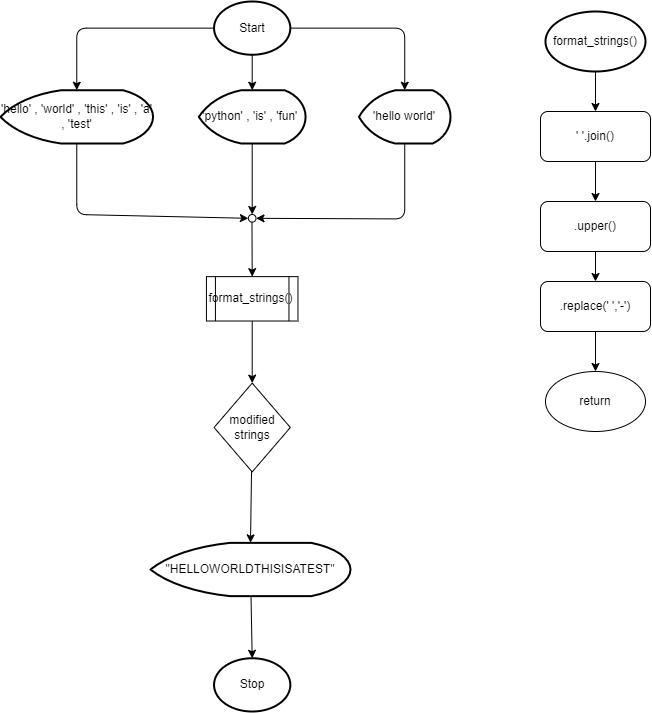 Start
format_strings()
'hello' , 'world' , 'this' , 'is' , 'a'
, 'test'
'python' , 'is' , 'fun'
'hello world'
' '.join()
.upper()
format_strings()
.replace(' ','-')
return
modified
strings
"HELLOWORLDTHISISATEST"
Stop